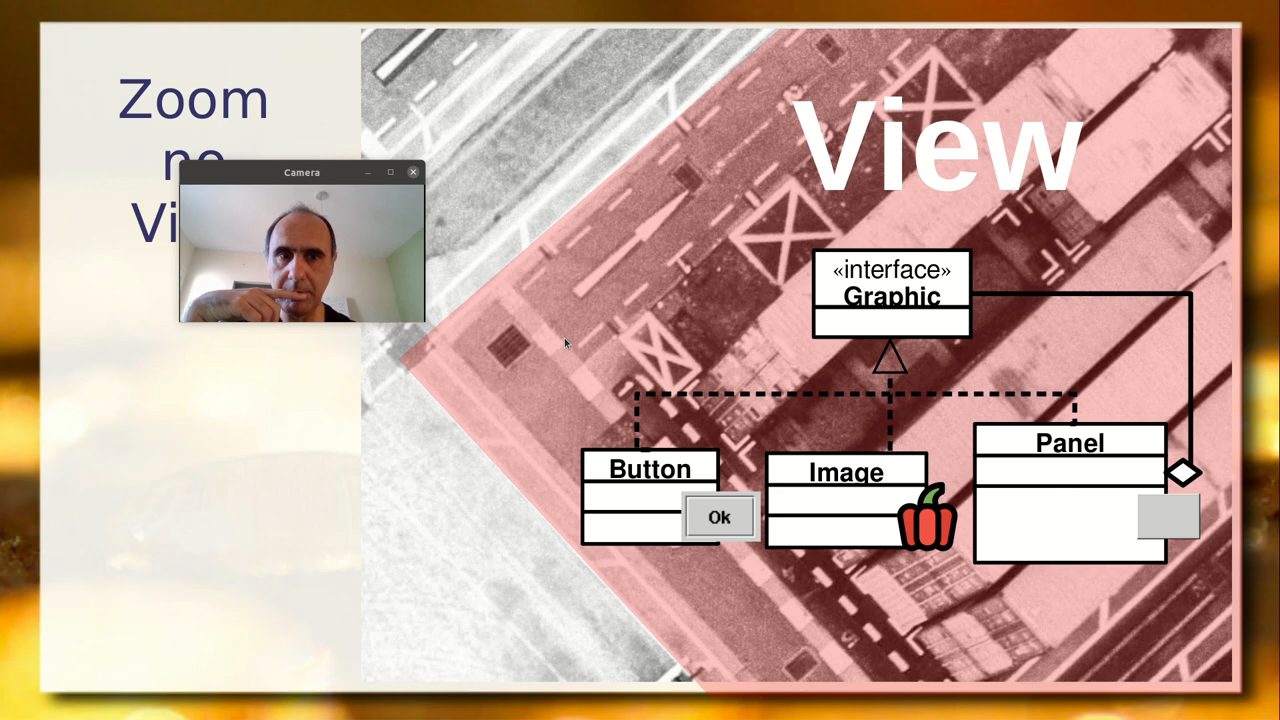 Zoom
View
Camera
«interface»
Graphic
Button
Image
Panel
Ok